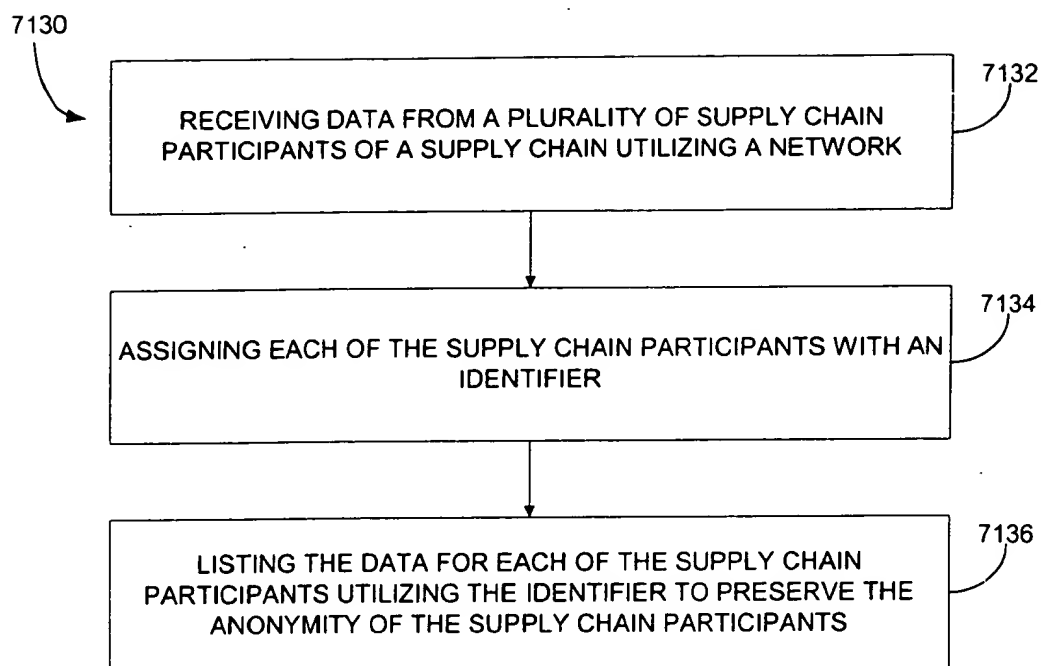 7130
RECEIVING DATA FROM A PLURALITY OF SUPPLY CHAIN
PARTICIPANTS OF A SUPPLY CHAIN UTILIZING A NETWORK
7132
ASSIGNING EACH OF THE SUPPLY CHAIN PARTICIPANTS WITH AN
IDENTIFIER
7134
LISTING THE DATA FOR EACH OF THE SUPPLY CHAIN
PARTICIPANTS UTILIZING THE IDENTIFIER TO PRESERVE THE
ANONYMITY OF THE SUPPLY CHAIN PARTICIPANTS
7136